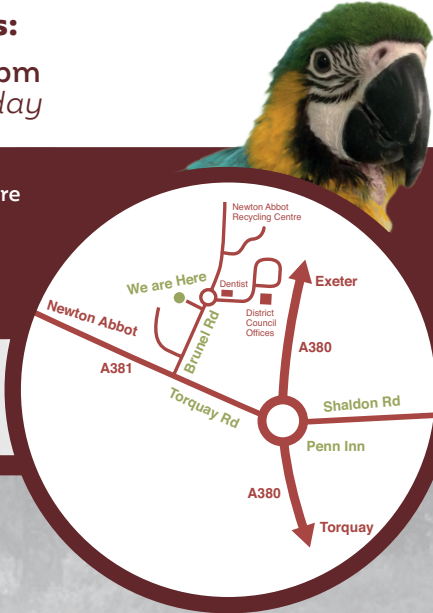 s:
pm
day
re
Newton Abbot
Recycling Centre
We are Here
Dentist
Exeter
District
Council
Offices
Newton Abbot
Brunel Rd
A380
A381
Torquay Rd
Shaldon Rd
Penn Inn
A380
Torquay